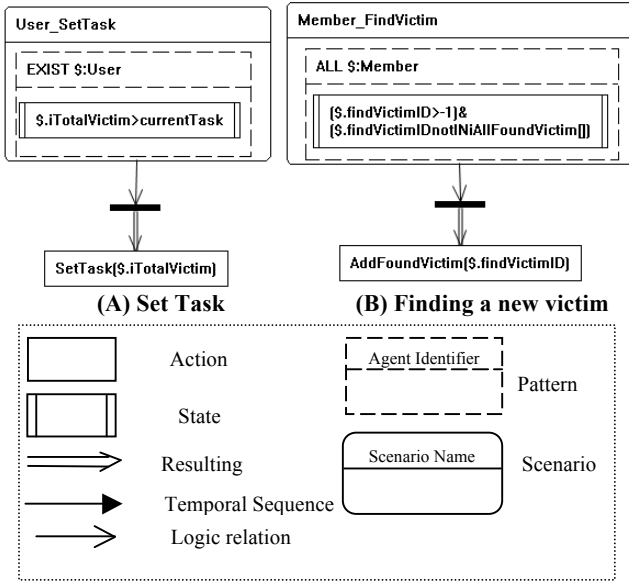 User_SetTask
EXIST $:User
$.iTotalVictim>currentTask
SetTask($.iTotalVictim)
(A) Set Task
Member_FindVictim
ALL $:Member
($.findVictimID>-1)&
($.findVictimIDnotINiAllFoundVictim[])
AddFoundVictim($.findVictimID)
(B) Finding a new victim
Action
State
Resulting
Temporal Sequence
Logic relation
Agent Identifier
Pattern
Scenario Name
Scenario